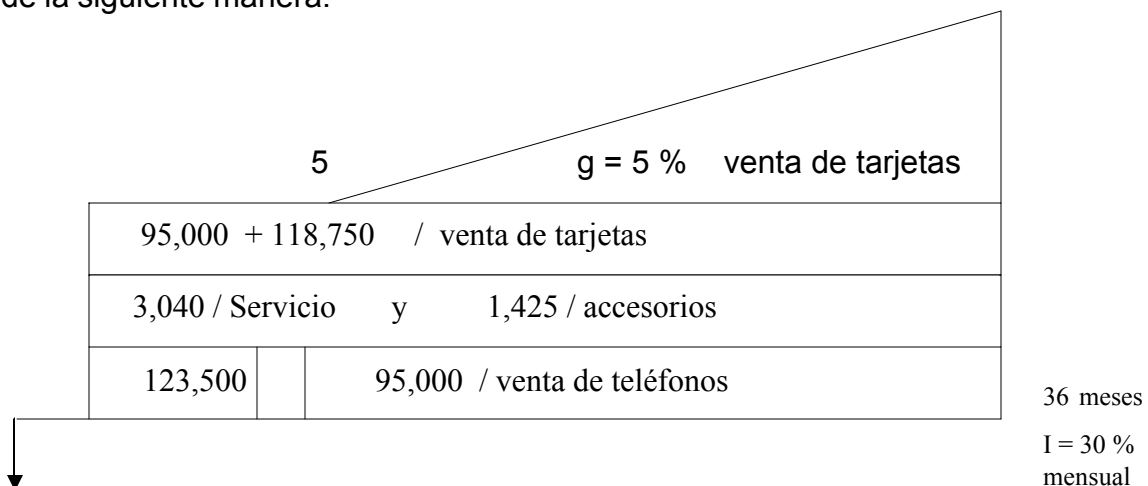 de la siguiente manera:
5 g = 5 % venta de tarjetas
95,000 + 118,750 / venta de tarjetas
3,040 / Servicio y 1,425 / accesorios
123,500 95,000 / venta de teléfonos
36 meses
I = 30 %
mensual